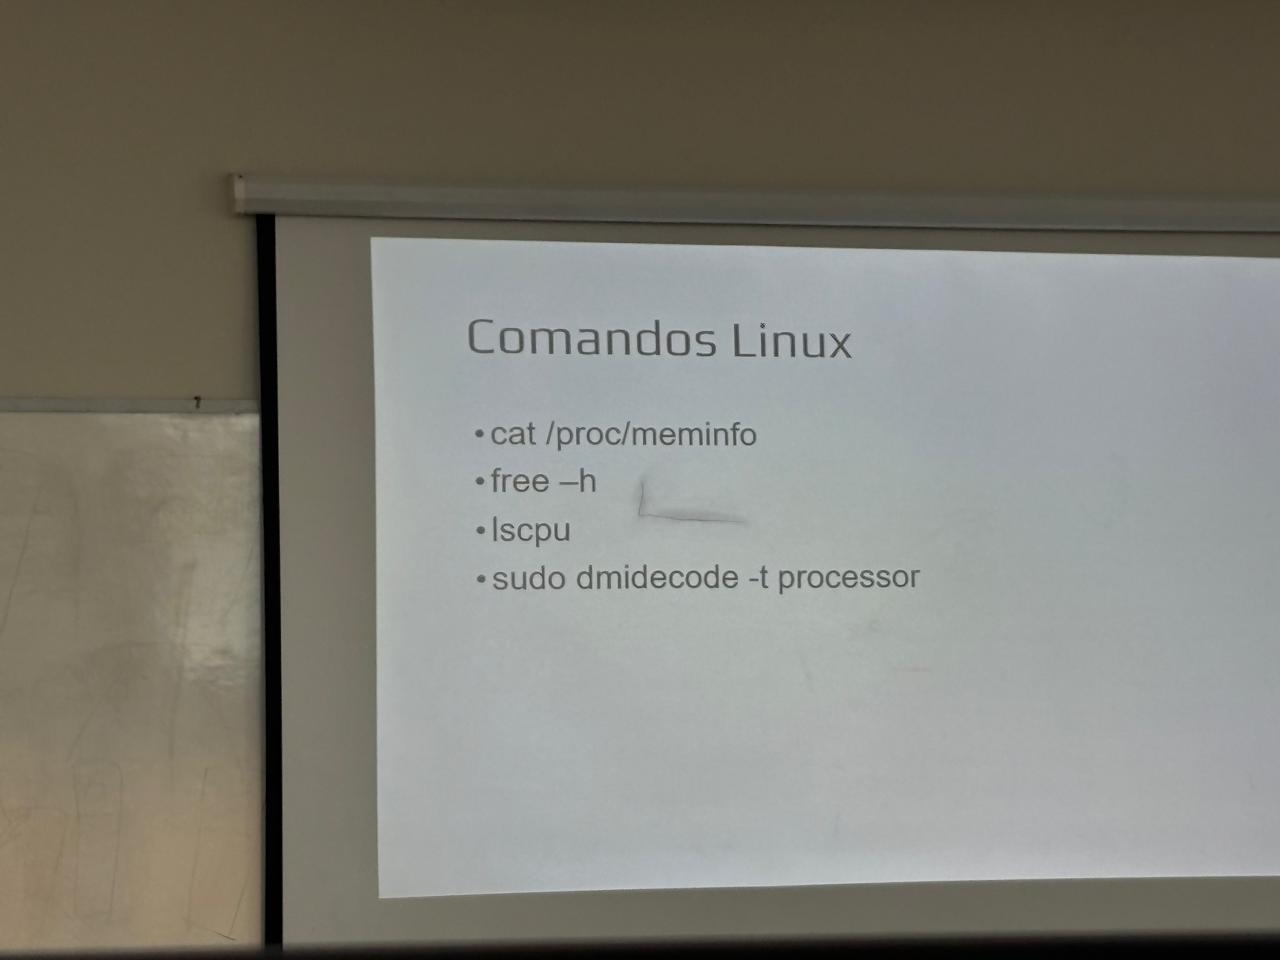 Comandos Linux
•cat /proc/meminfo
•free –h
•lscpu
•sudo dmidecode -t processor